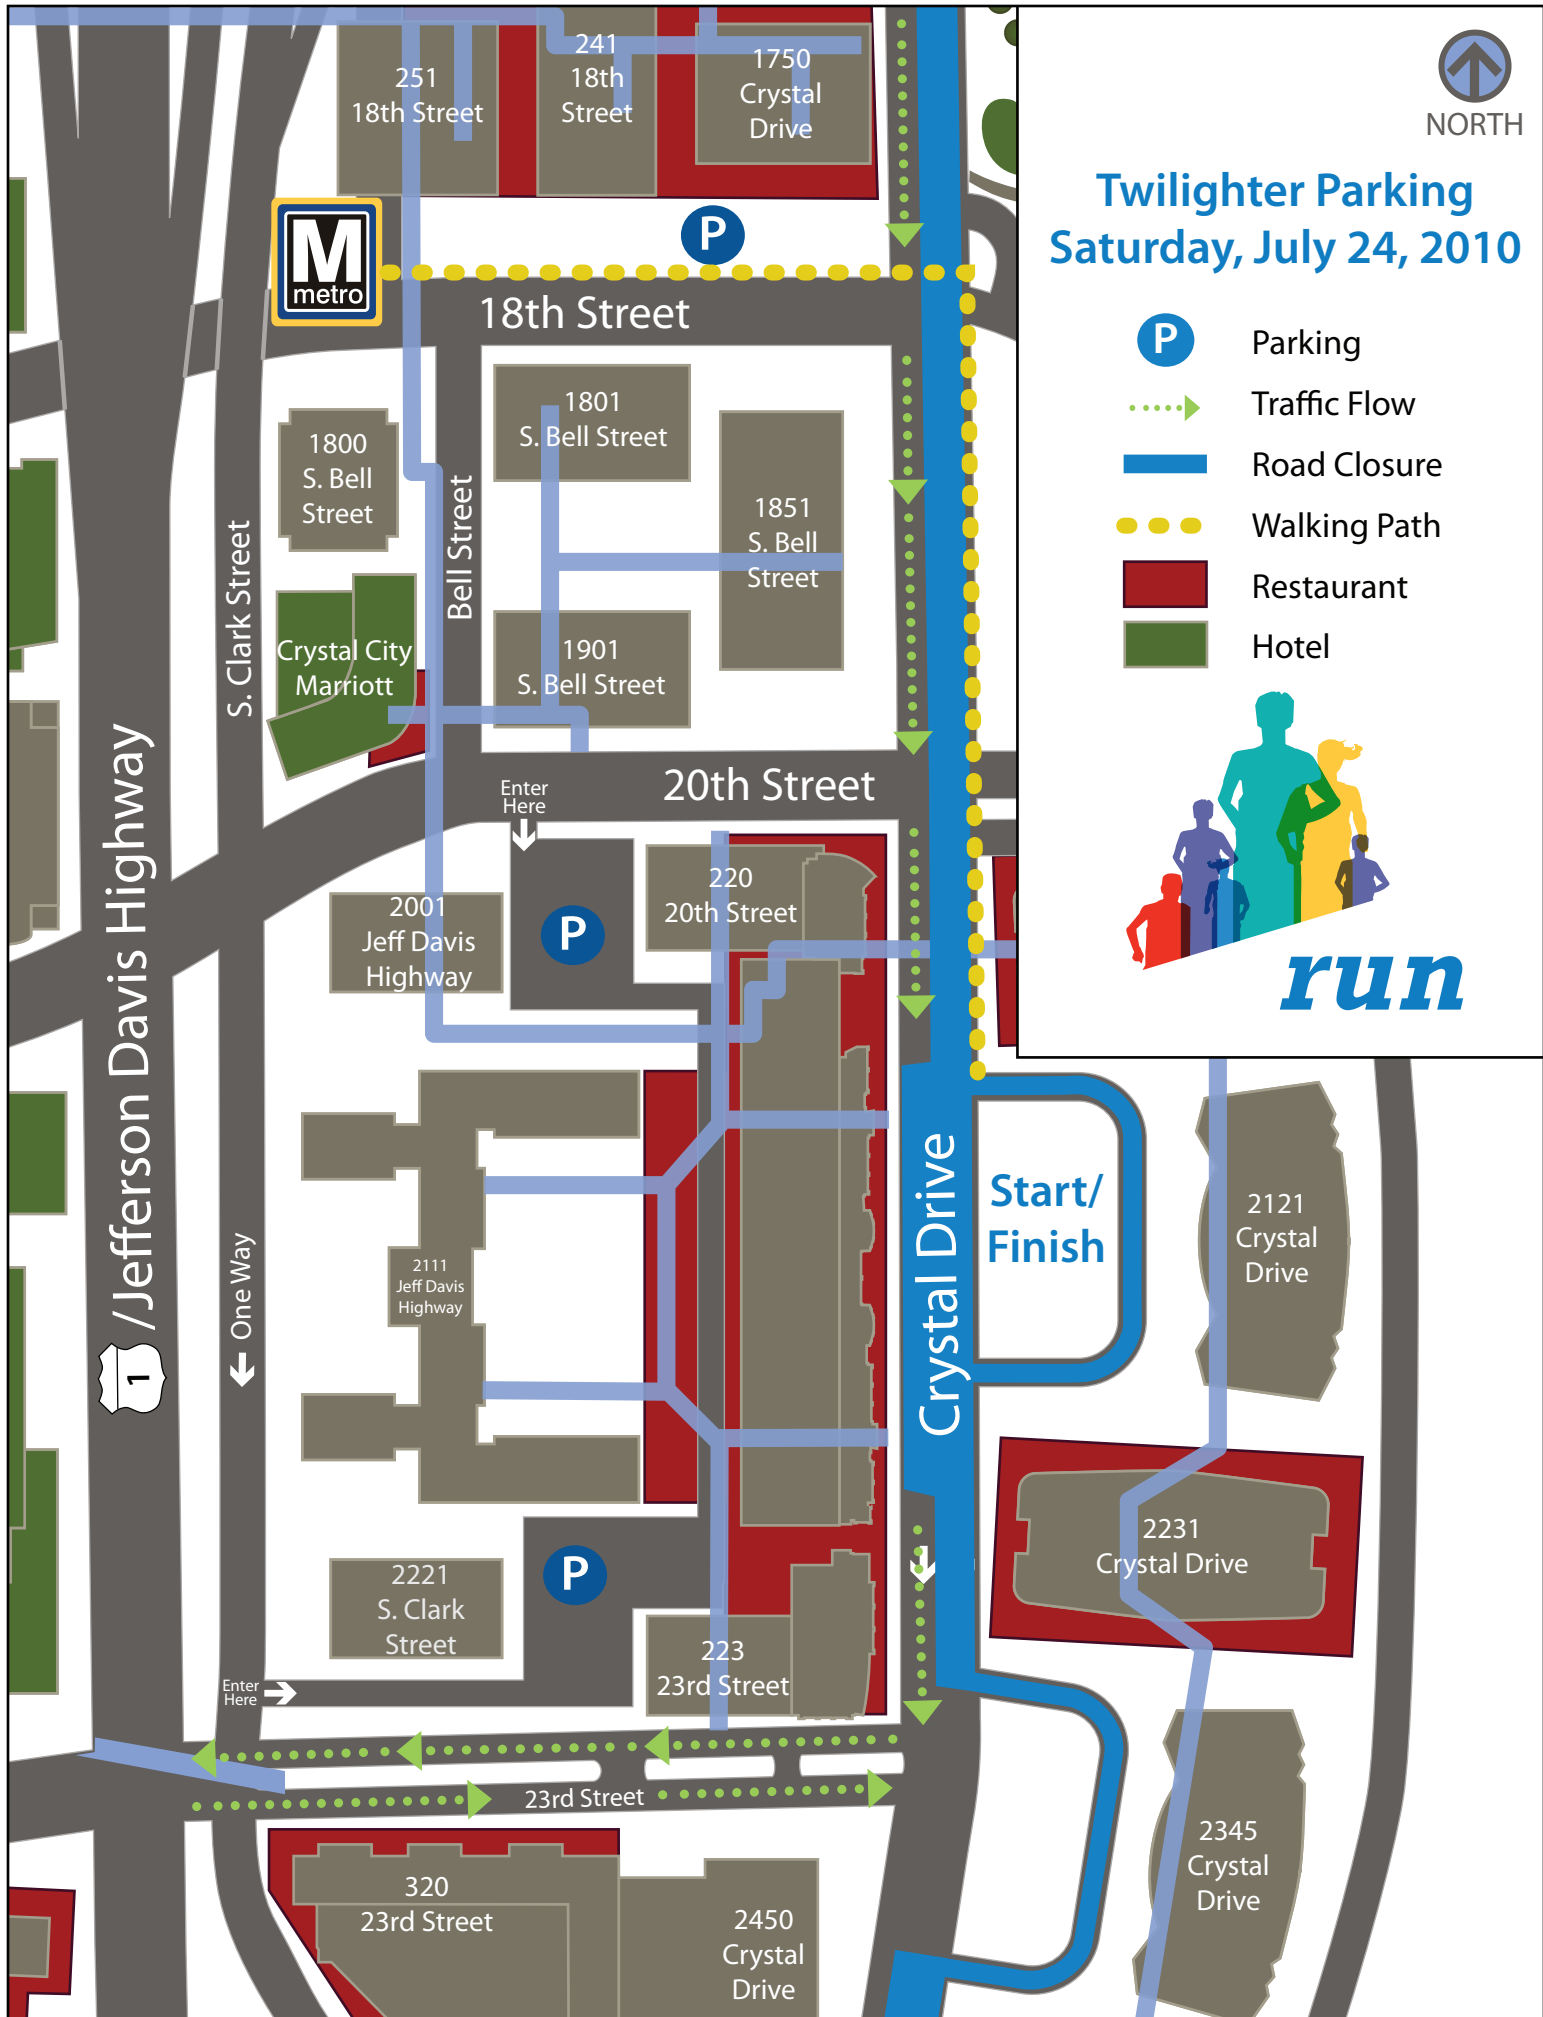 251
18th Street
241
18th
Street
1750
Crystal
Drive
NORTH
Twilighter Parking
Saturday, July 24, 2010
P
Parking
Traffic Flow
Road Closure
Walking Path
Restaurant
Hotel
run
M
metro
P
18th Street
1800
S. Bell
Street
1801
S. Bell Street
1851
S. Bell
Street
S. Clark Street
Bell Street
Crystal City
Marriott
1901
S. Bell Street
20th Street
Enter
Here
220
20th Street
2001
Jeff Davis
Highway
P
1 /Jefferson Davis Highway
One Way
2111
Jeff Davis
Highway
Crystal Drive
Start/
Finish
2121
Crystal
Drive
2231
Crystal Drive
2221
S. Clark
Street
P
223
23rd Street
Enter
Here
23rd Street
320
23rd Street
2450
Crystal
Drive
2345
Crystal
Drive